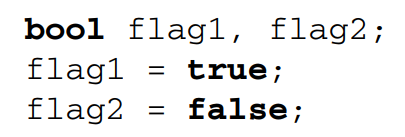 bool flag1, flag2;
flag1 = true;
flag2 = false;